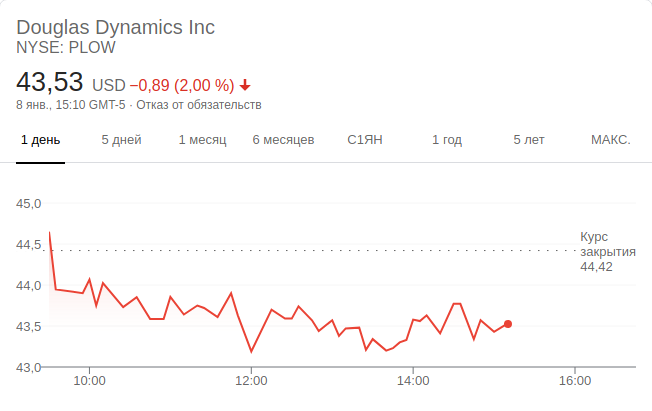 Douglas Dynamics Inc
NYSE: PLOW
43,53 USD −0,89 (2,00 %)
8 янв., 15:10 GMT-5 · Отказ от обязательств
1 день 5 дней 1 месяц 6 месяцев С1ЯН 1 год 5 лет МАКС.
45,0
44,5
44,0
43,5
43,0
Курс
закрытия
44,42
10:00 12:00 14:00 16:00